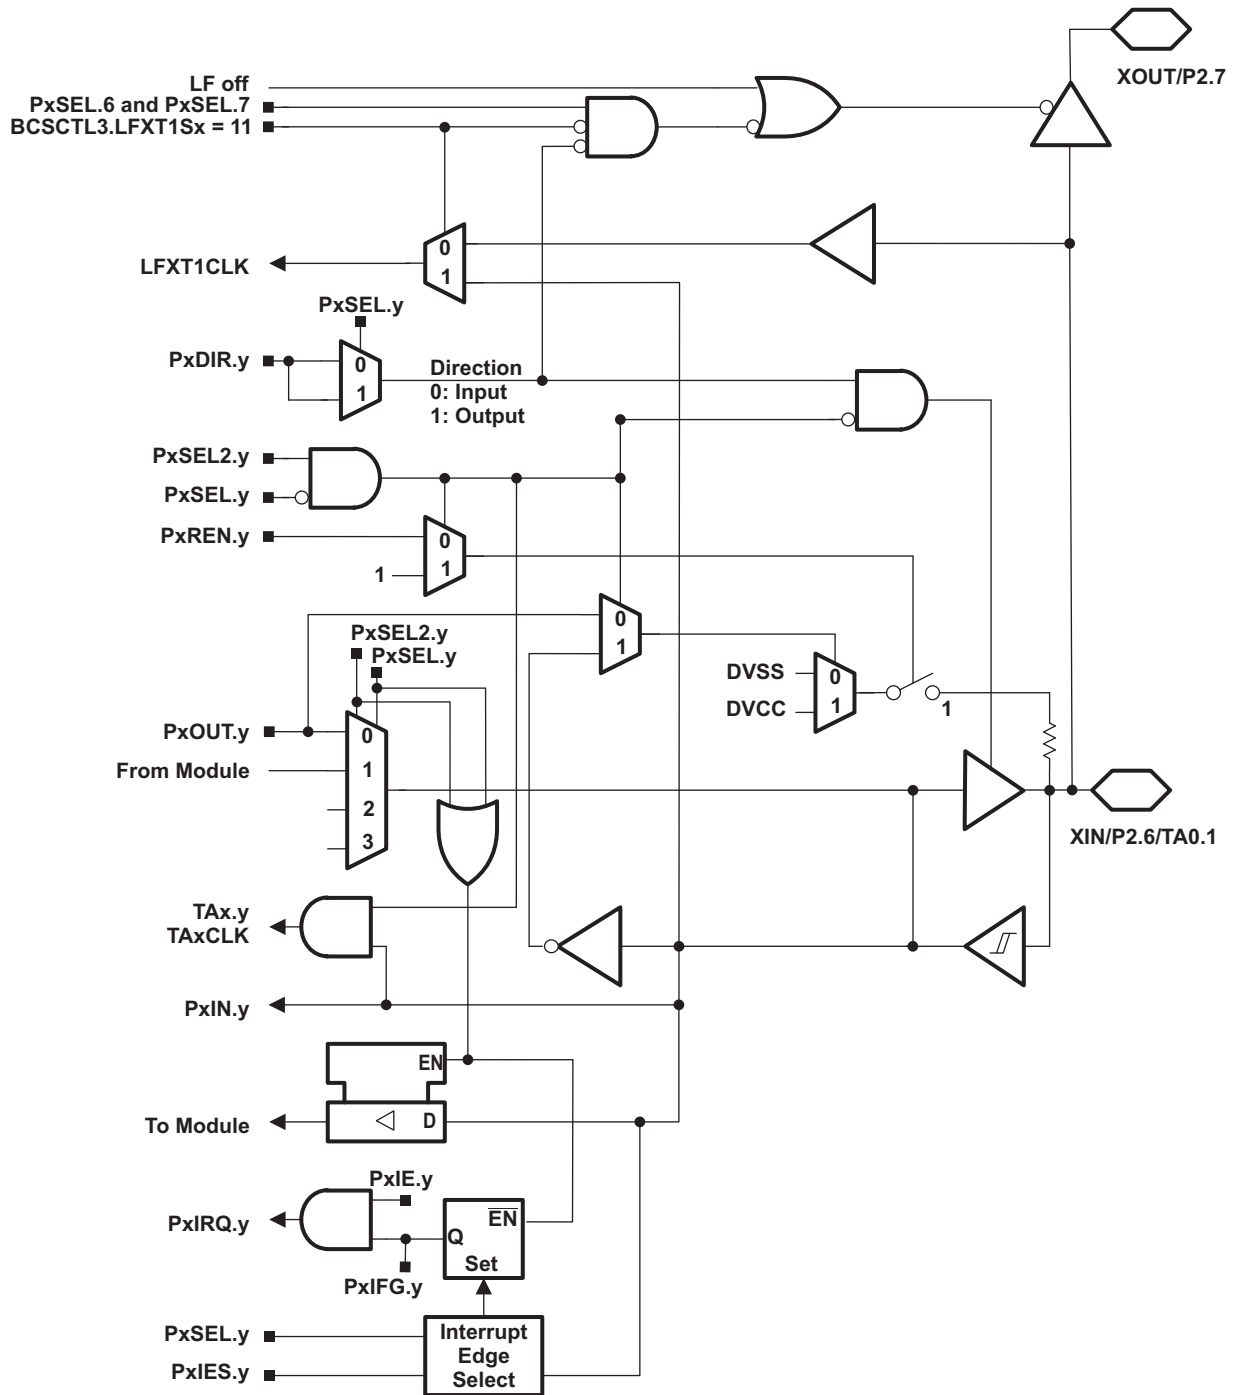 XOUT/P2.7
LF off
PxSEL.6 and PxSEL.7
BCSCTL3.LFXT1Sx = 11
0
1
LFXT1CLK
PxSEL.y
PxDIR.y
0
1
Direction
0: Input
1: Output
PxSEL2.y
PxSEL.y
PxREN.y
0
1
1
0
1
PxSEL2.y
PxSEL.y
DVSS
DVCC
0
1
1
PxOUT.y
From Module
0
1
2
3
XIN/P2.6/TA0.1
TAx.y
TAxCLK
PxIN.y
EN
D
To Module
PxIE.y
PxIRQ.y
EN
Q
Set
PxIFG.y
PxSEL.y
PxIES.y
Interrupt
Edge
Select